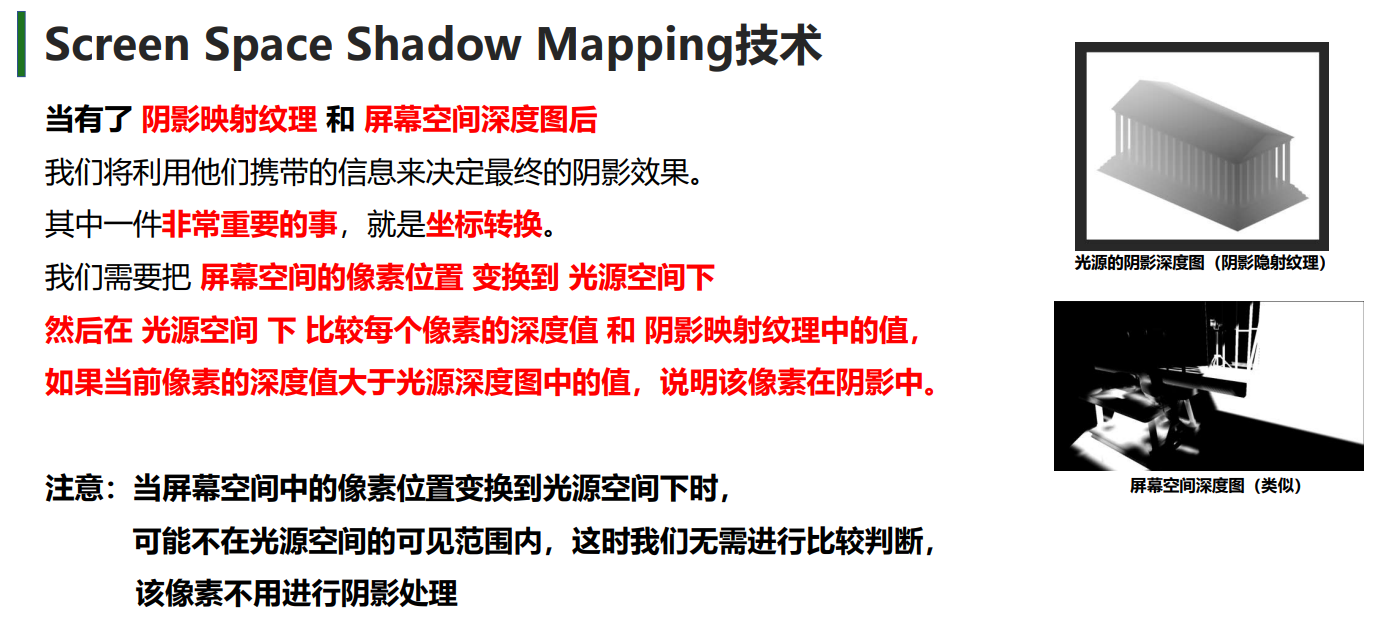 Screen Space Shadow Mapping技术
当有了 阴影映射纹理 和 屏幕空间深度图后
我们将利用他们携带的信息来决定最终的阴影效果。
其中一件非常重要的事，就是坐标转换。
我们需要把 屏幕空间的像素位置 变换到 光源空间下
然后在 光源空间 下 比较每个像素的深度值 和 阴影映射纹理中的值，
如果当前像素的深度值大于光源深度图中的值，说明该像素在阴影中。
注意：当屏幕空间中的像素位置变换到光源空间下时，
可能不在光源空间的可见范围内，这时我们无需进行比较判断，
该像素不用进行阴影处理
光源的阴影深度图（阴影隐射纹理）
屏幕空间深度图（类似）